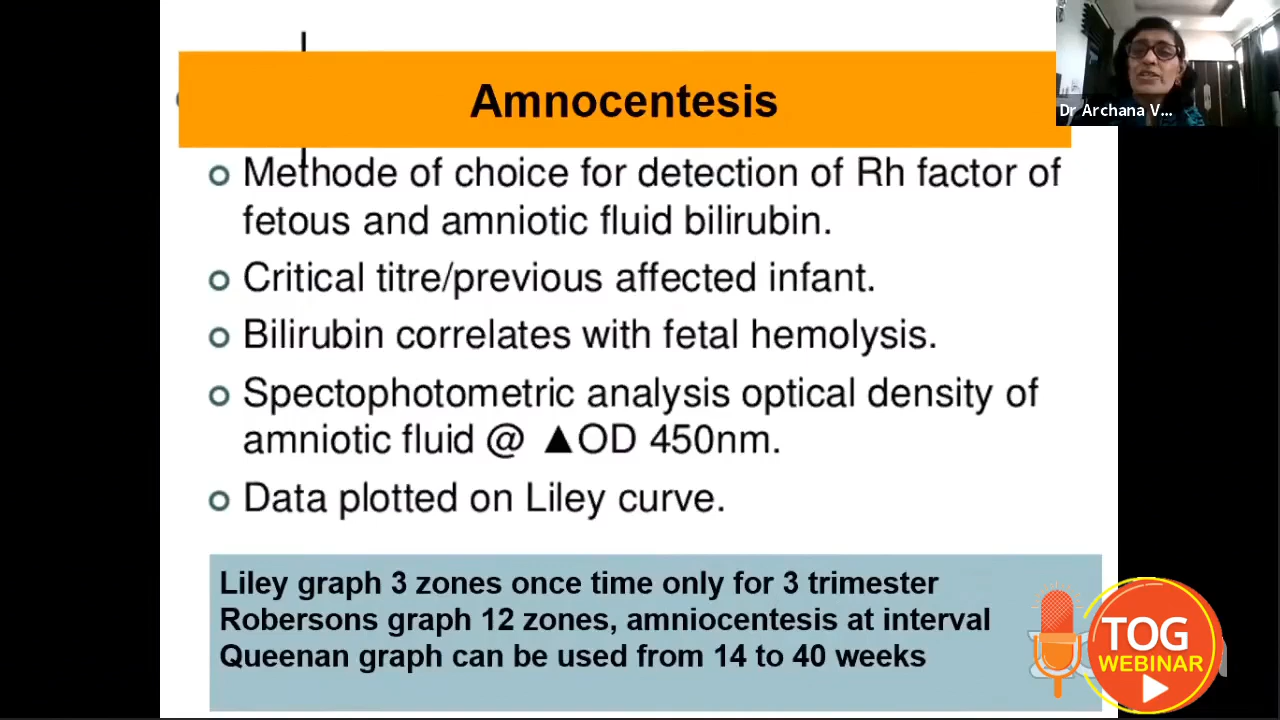 Amnocentesis
Dr Archana V...
Methode of choice for detection of Rh factor of
fetous and amniotic fluid bilirubin.
Critical titre/previous affected infant.
Bilirubin correlates with fetal hemolysis.
Spectophotometric analysis optical density of
amniotic fluid @ ▲OD 450nm.
Data plotted on Liley curve.
Liley graph 3 zones once time only for 3 trimester
Robersons graph 12 zones, amniocentesis at interval
Queenan graph can be used from 14 to 40 weeks
TOG
WEBINAR